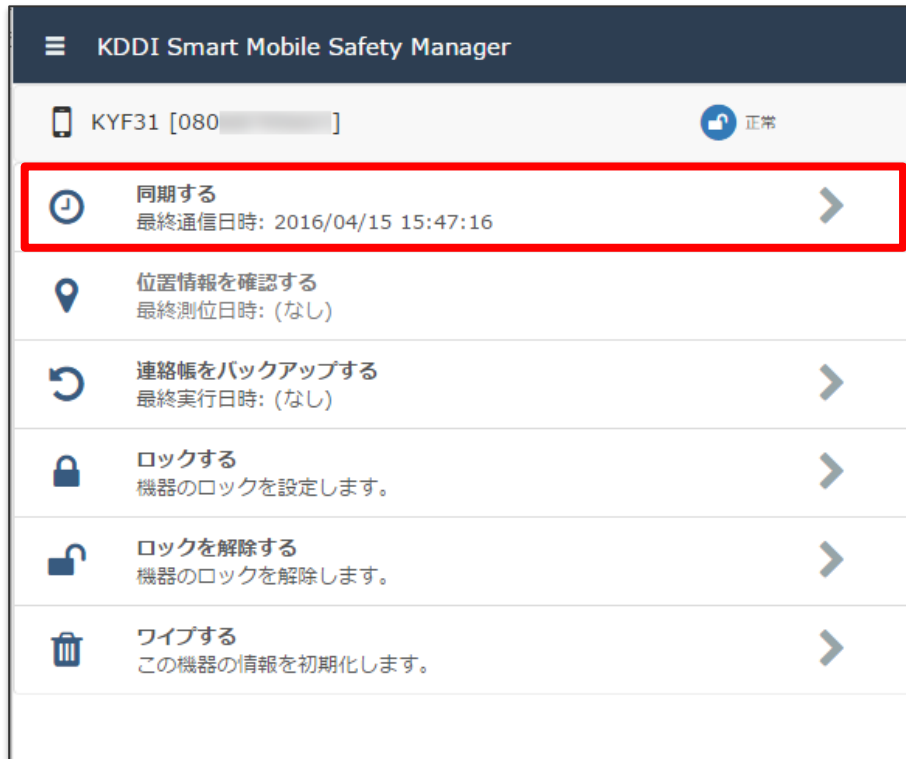 KDDI Smart Mobile Safety Manager
KYF31 [080 ]
正常
同期する
最終通信日時: 2016/04/15 15:47:16
位置情報を確認する
最終測位日時: (なし)
連絡帳をバックアップする
最終実行日時: (なし)
ロックする
機器のロックを設定します。
ロックを解除する
機器のロックを解除します。
ワイプする
この機器の情報を初期化します。